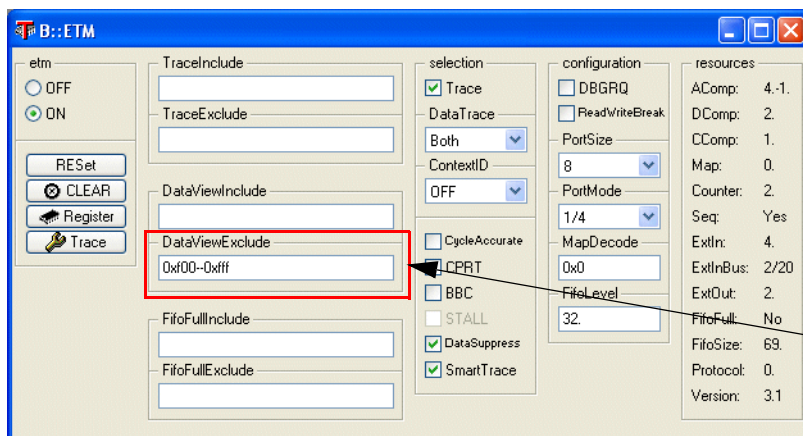 B::ETM
etm
OFF
ON
RESet
CLEAR
Register
Trace
TraceInclude
TraceExclude
DataViewInclude
DataViewExclude
0xf00--0xfff
FifoFullInclude
FifoFullExclude
selection
Trace
DataTrace
Both
ContextID
OFF
CycleAccurate
CPRT
BBC
STALL
DataSuppress
SmartTrace
configuration
DBGRQ
ReadWriteBreak
PortSize
8
PortMode
1/4
MapDecode
0x0
FifoLevel
32.
resources
AComp: 4.-1.
DComp: 2.
CComp: 1.
Map: 0.
Counter: 2.
Seq: Yes
ExtIn: 4.
ExtInBus: 2/20
ExtOut: 2.
FifoFull: No
FifoSize: 69.
Protocol: 0.
Version: 3.1